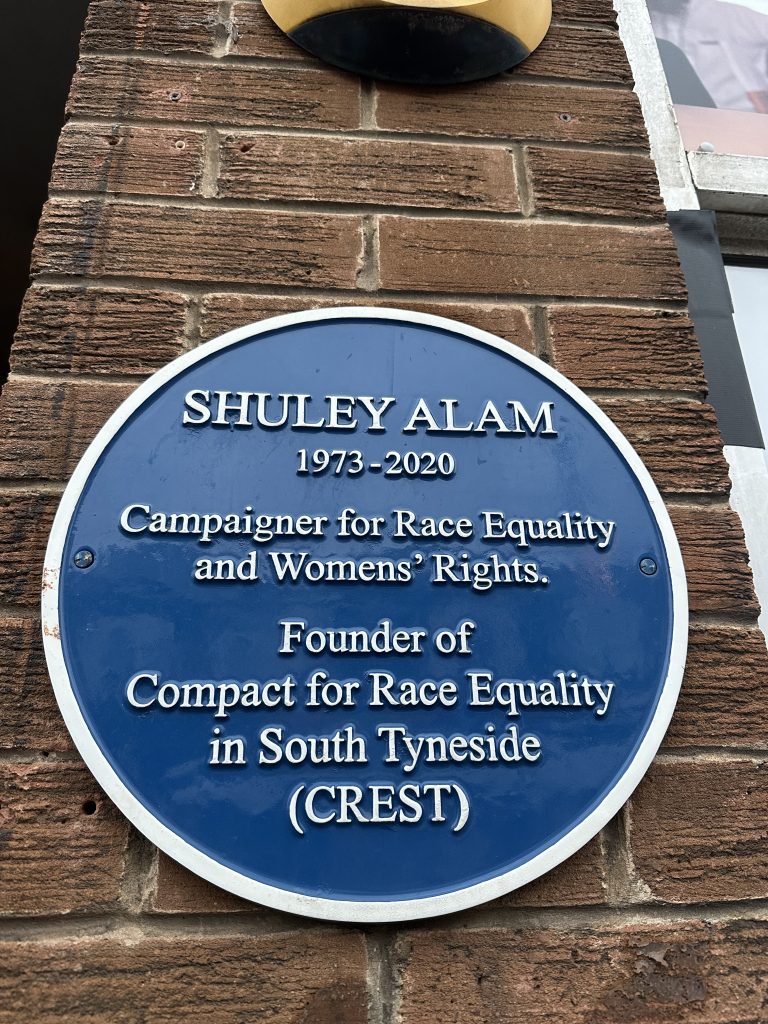 SHULEY ALAM
1973-2020
Campaigner for Race Equality
and Womens' Rights.
Founder of
Compact for Race Equality
in South Tyneside
(CREST)